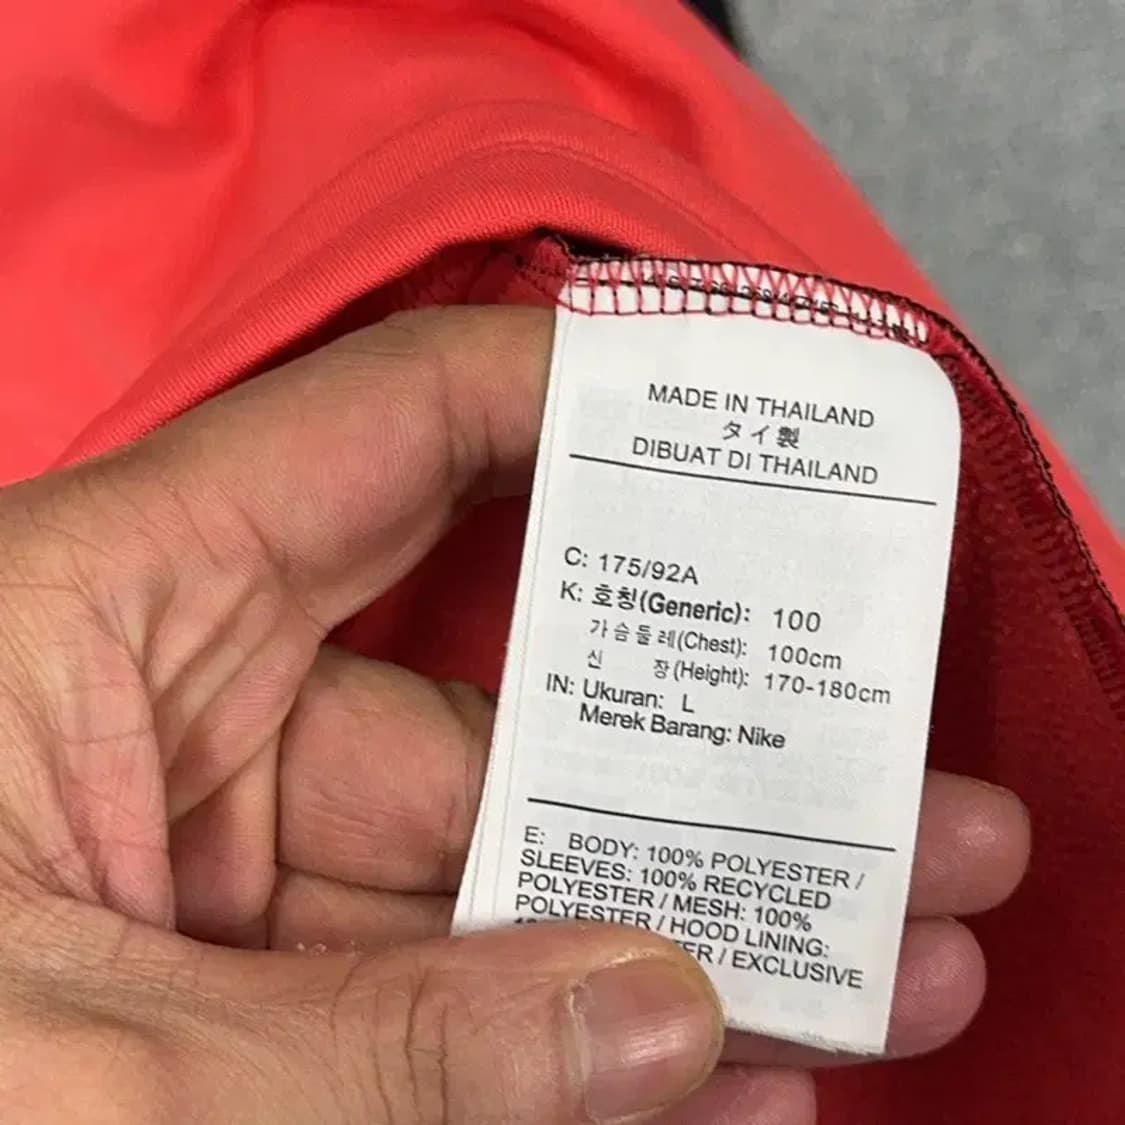 MADE IN THAILAND
タイ製
DIBUAT DI THAILAND
C: 175/92A
K: 호칭(Generic): 100
가슴둘레(Chest): 100cm
신 장(Height): 170-180cm
IN: Ukuran: L
Merek Barang: Nike
E: BODY: 100% POLYESTER /
SLEEVES: 100% RECYCLED
POLYESTER / MESH: 100%
POLYESTER / HOOD LINING:
/ EXCLUSIVE